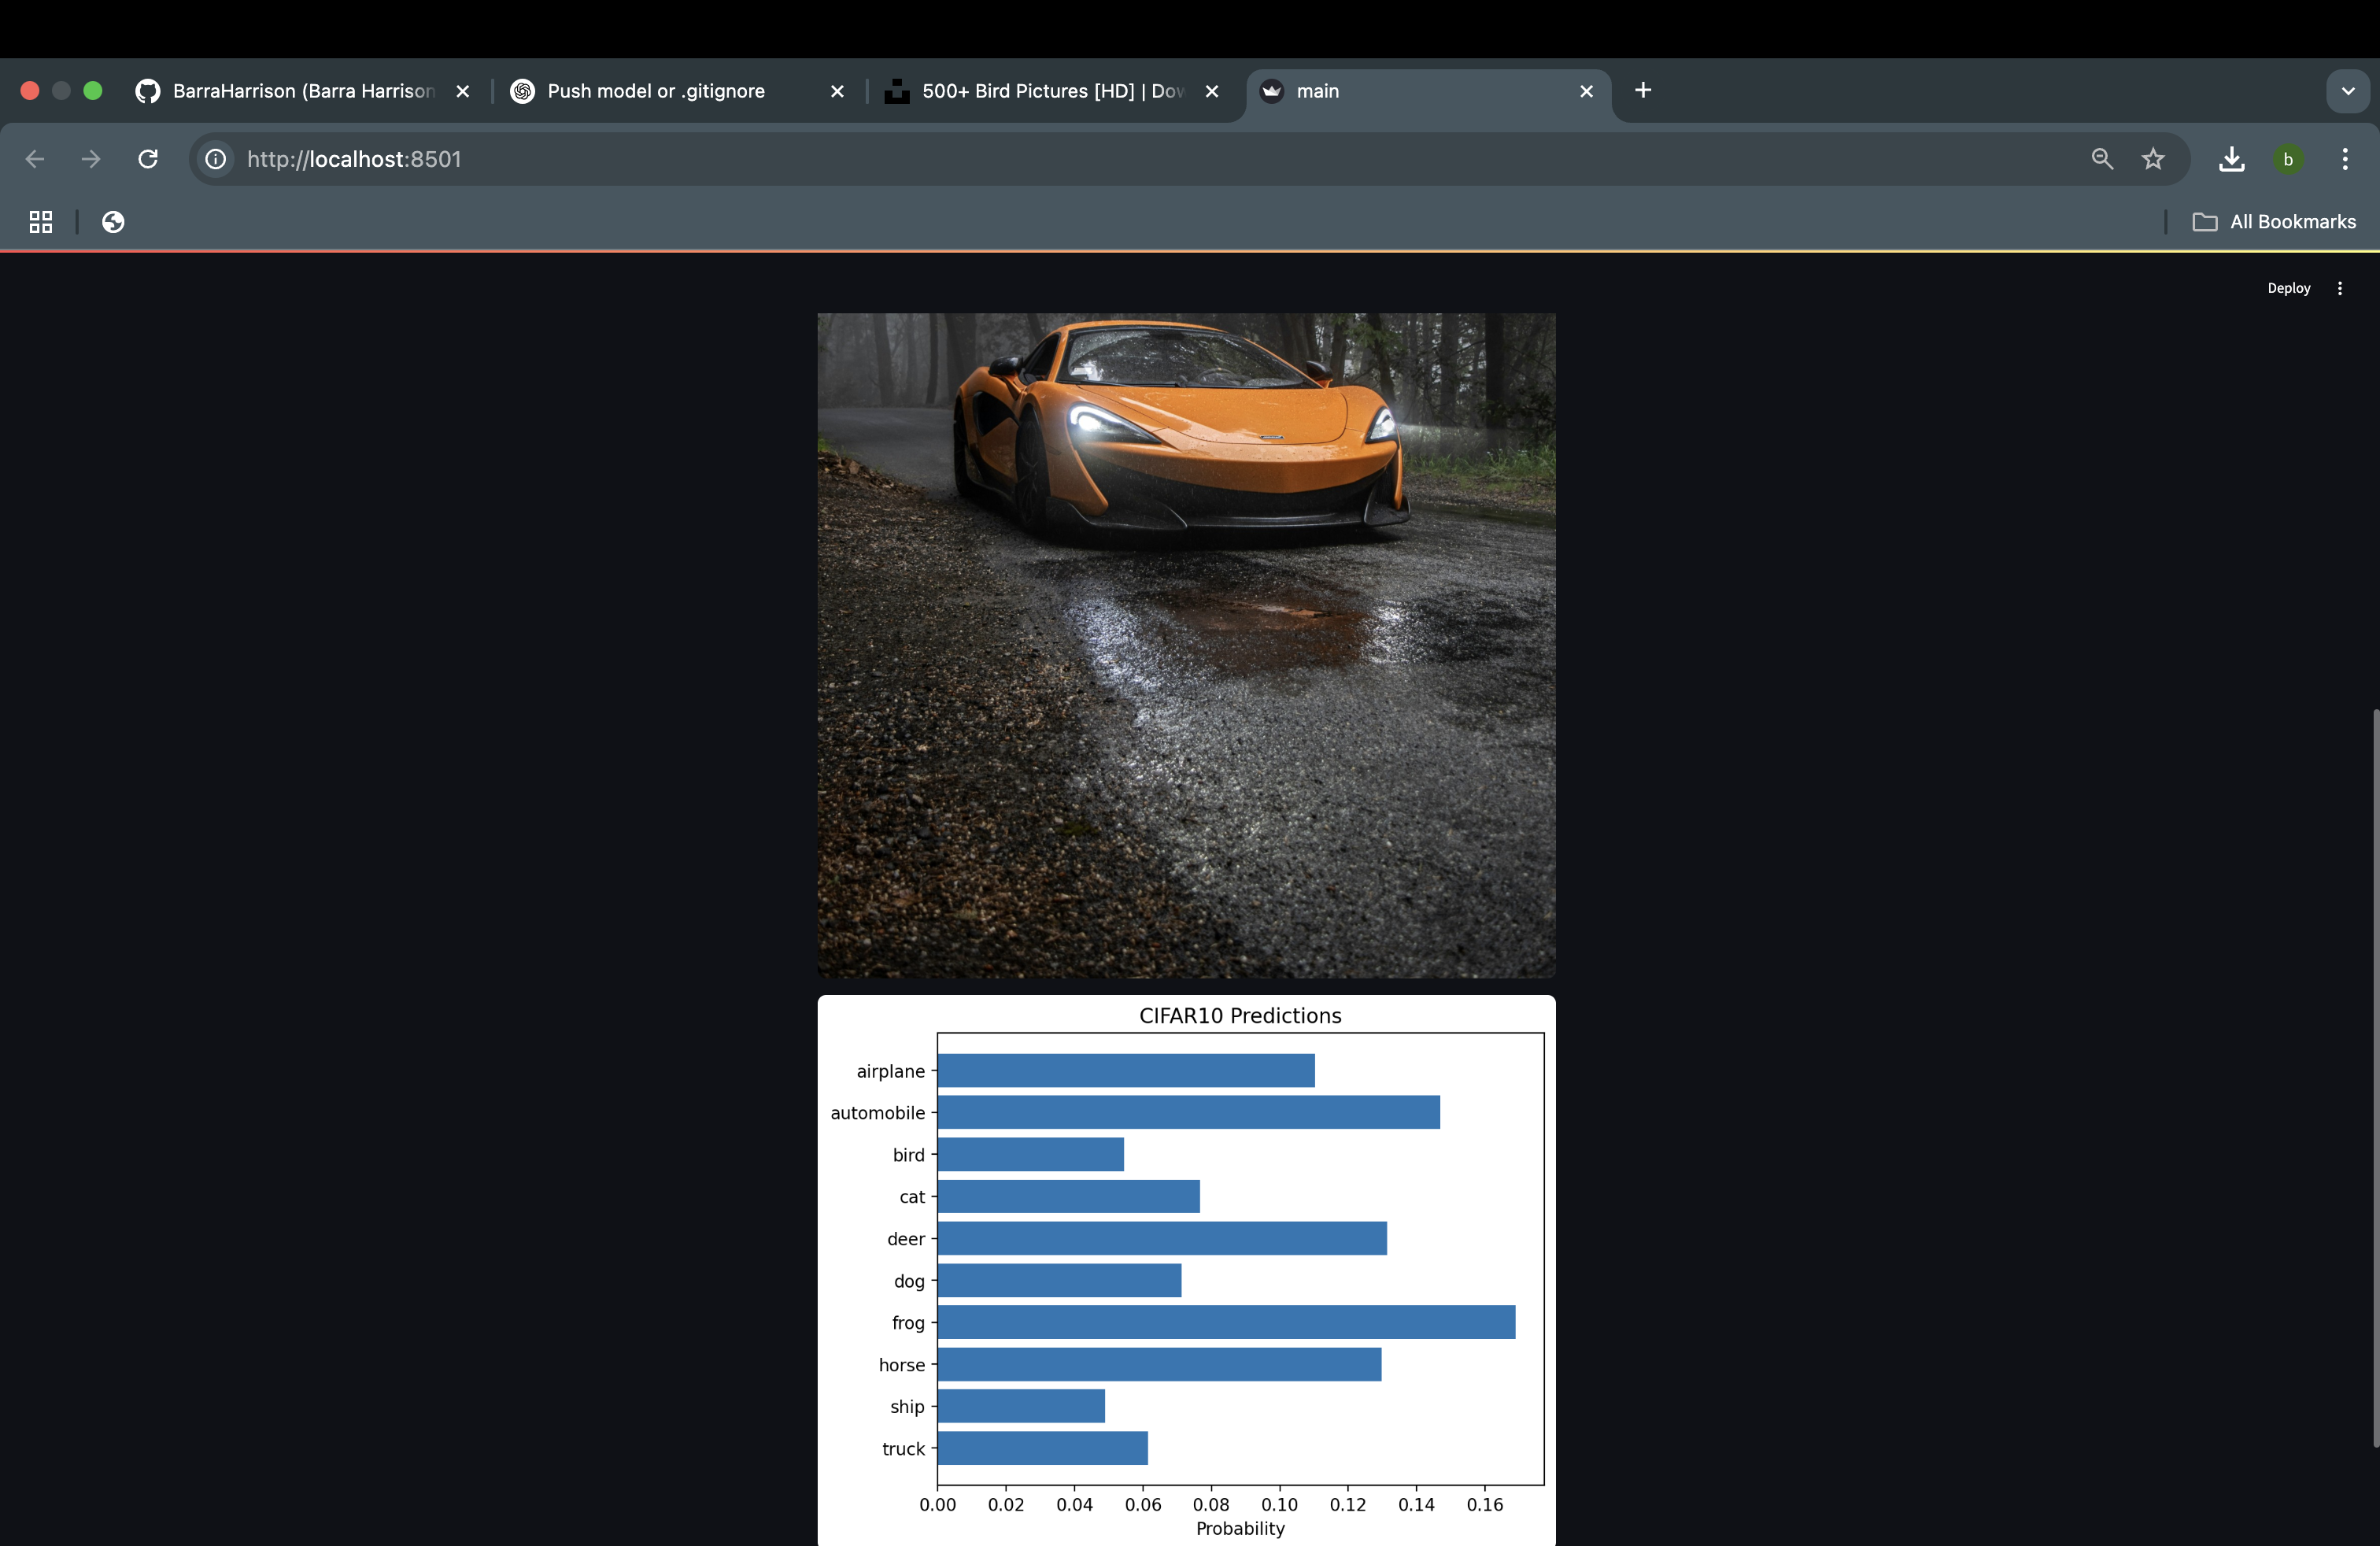 BarraHarrison (Barra Harrison
Push model or .gitignore
500+ Bird Pictures [HD] | Dow
main
http://localhost:8501
b
All Bookmarks
Deploy
CIFAR10 Predictions
airplane
automobile
bird
cat
deer
dog
frog
horse
ship
truck
0.00 0.02 0.04 0.06 0.08 0.10 0.12 0.14 0.16
Probability